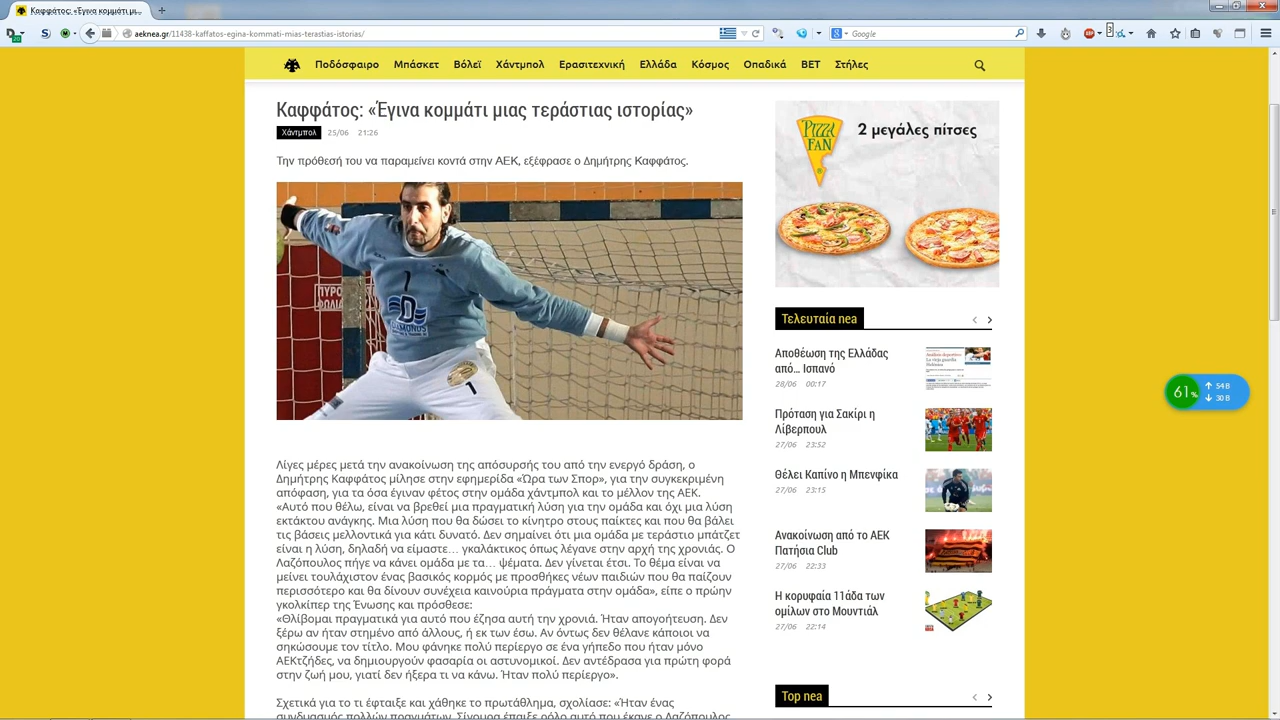 Καφφάτος: «Έγινα κομμάτι μι...
aeknea.gr/11438-kaffatos-egina-kommati-mias-terastias-istorias/
Google
Ποδόσφαιρο Μπάσκετ Βόλεϊ Χάντμπολ Ερασιτεχνική Ελλάδα Κόσμος Οπαδικά BET Στήλες
Καφφάτος: «Έγινα κομμάτι μιας τεράστιας ιστορίας»
Χάντμπολ 25/06 21:26
Την πρόθεσή του να παραμείνει κοντά στην ΑΕΚ, εξέφρασε ο Δημήτρης Καφφάτος.
Λίγες μέρες μετά την ανακοίνωση της απόσυρσής του από την ενεργό δράση, ο
Δημήτρης Καφφάτος μίλησε στην εφημερίδα «Ώρα των Σπορ», για την συγκεκριμένη
απόφαση, για τα όσα έγιναν φέτος στην ομάδα χάντμπολ και το μέλλον της ΑΕΚ.
«Αυτό που θέλω, είναι να βρεθεί μια πραγματική λύση για την ομάδα και όχι μια λύση
εκτάκτου ανάγκης. Μια λύση που θα δώσει το κίνητρο στους παίκτες και που θα βάλει
τις βάσεις μελλοντικά για κάτι δυνατό. Δεν σημαίνει ότι μια ομάδα με τεράστιο μπάτζετ
είναι η λύση, δηλαδή να είμαστε… γκαλάκτικος όπως λέγανε στην αρχή της χρονιάς. Ο
Λαζόπουλος πήγε να κάνει ομάδα με τα… ψέματα. Δεν γίνεται έτσι. Το θέμα είναι να
μείνει τουλάχιστον ένας βασικός κορμός με προσθήκες νέων παιδιών που θα παίζουν
περισσότερο και θα δίνουν συνέχεια καινούρια πράγματα στην ομάδα», είπε ο πρώην
γκολκίπερ της Ένωσης και πρόσθεσε:
«Θλίβομαι πραγματικά για αυτό που έζησα αυτή την χρονιά. Ήταν απογοήτευση. Δεν
ξέρω αν ήταν στημένο από άλλους, ή εκ των έσω. Αν όντως δεν θέλανε κάποιοι να
σηκώσουμε τον τίτλο. Μου φάνηκε πολύ περίεργο σε ένα γήπεδο που ήταν μόνο
ΑΕΚτζήδες, να δημιουργούν φασαρία οι αστυνομικοί. Δεν αντέδρασα για πρώτη φορά
στην ζωή μου, γιατί δεν ήξερα τι να κάνω. Ήταν πολύ περίεργο».
Σχετικά για το τι έφταιξε και χάθηκε το πρωτάθλημα, σχολίασε: «Ήταν ένας
συνδυασμός πολλών πραγμάτων. Σίγουρα έπαιξε ρόλο αυτό που έκανε ο Λαζόπουλος
PIZZA FAN
2 μεγάλες πίτσες
Τελευταία nea
Αποθέωση της Ελλάδας
από... Ισπανό
28/06 00:17
Πρόταση για Σακίρι η
Λίβερπουλ
27/06 23:52
Θέλει Καπίνο η Μπενφίκα
27/06 23:15
Ανακοίνωση από το ΑΕΚ
Πατήσια Club
27/06 22:33
Η κορυφαία 11άδα των
ομίλων στο Μουντιάλ
27/06 22:14
Top nea
61%
54 B
30 B